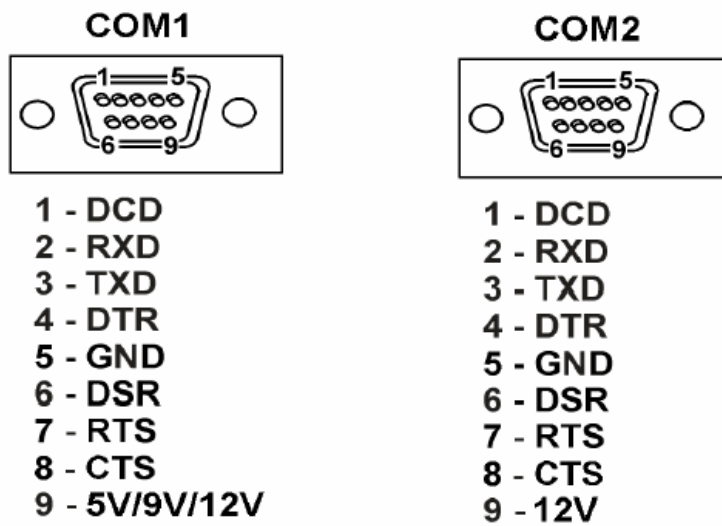 COM1
1 5
6 9
1 - DCD
2 - RXD
3 - TXD
4 - DTR
5 - GND
6 - DSR
7 - RTS
8 - CTS
9 - 5V/9V/12V
COM2
1 5
6 9
1 - DCD
2 - RXD
3 - TXD
4 - DTR
5 - GND
6 - DSR
7 - RTS
8 - CTS
9 - 12V